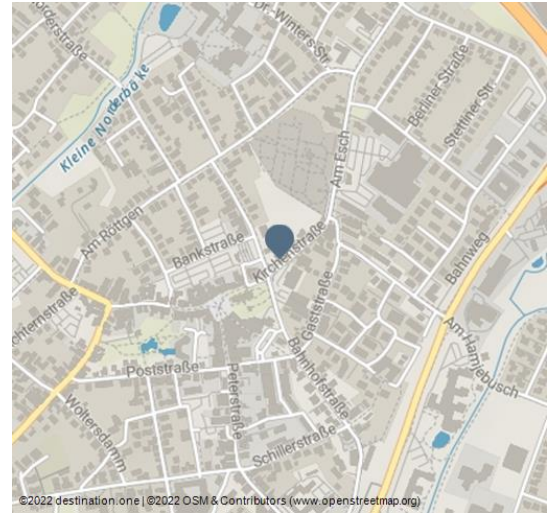 Dr.-Winters-Str.
Kleine Norderbäke
Berliner Straße
Stettiner Str.
Am Esch
Am Röttgen
Bankstraße
Kirchenstraße
Bahnweg
Gaststraße
Am Hamjebusch
Poststraße
Peterstraße
Bahnhofstraße
Woltersdamm
Schillerstraße
©2022 destination.one | ©2022 OSM & Contributors (www.openstreetmap.org)